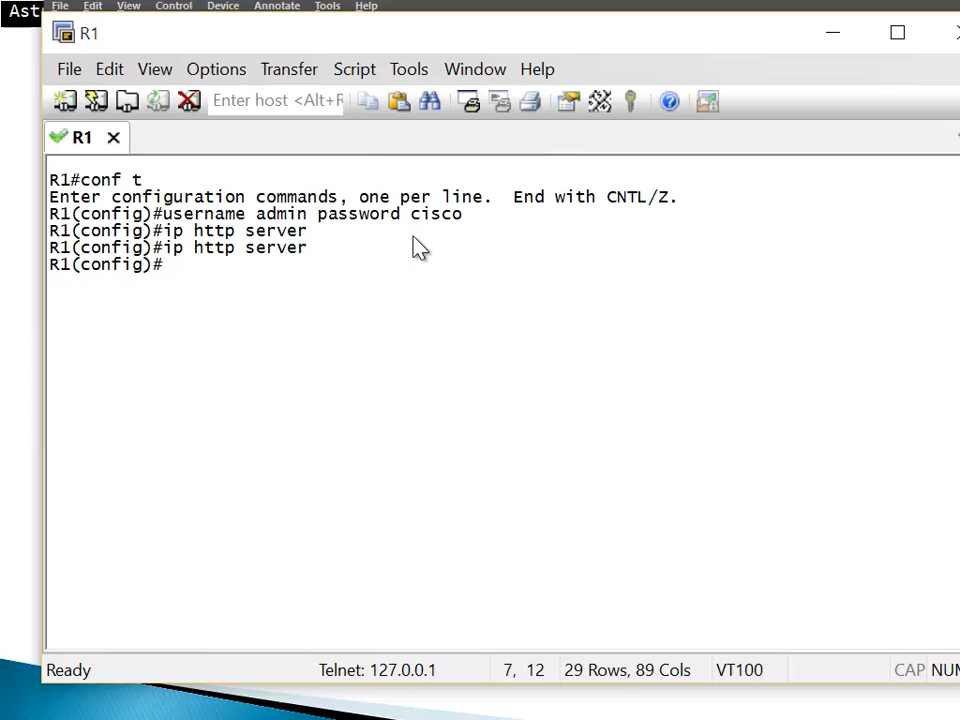 Ast
File Edit View Control Device Annotate Tools Help
R1
File Edit View Options Transfer Script Tools Window Help
Enter host <Alt+R
R1
R1#conf t
Enter configuration commands, one per line.  End with CNTL/Z.
R1(config)#username admin password cisco
R1(config)#ip http server
R1(config)#ip http server
R1(config)#
Ready Telnet: 127.0.0.1 7, 12 29 Rows, 89 Cols VT100 CAP NUM